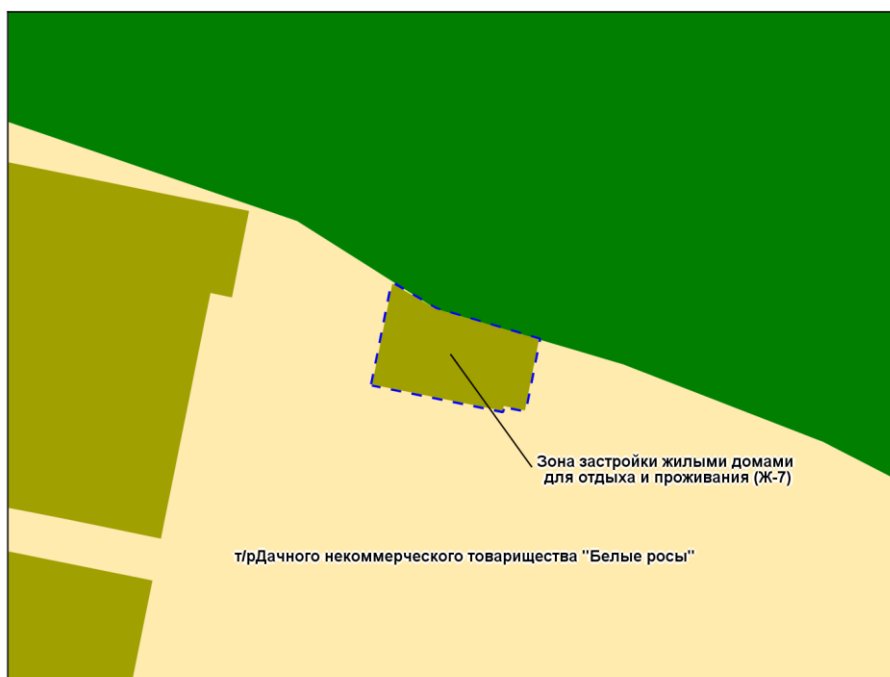 Зона застройки жилыми домами
для отдыха и проживания (Ж-7)
т/рДачного некоммерческого товарищества "Белые росы"